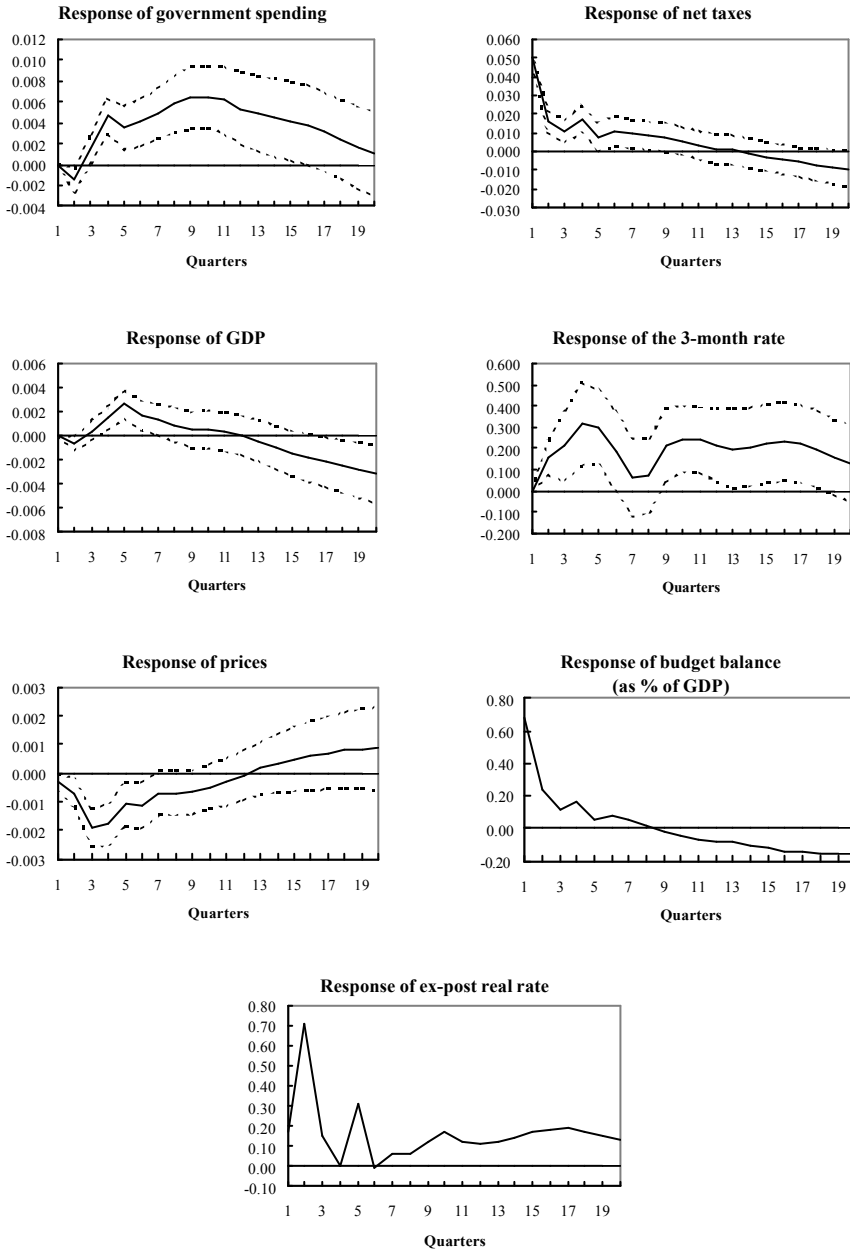 Response of government spending
0.012
0.010
0.008
0.006
0.004
0.002
0.000
-0.002
-0.004
1 3 5 7 9 11 13 15 17 19
Quarters
Response of net taxes
0.060
0.050
0.040
0.030
0.020
0.010
0.000
-0.010
-0.020
-0.030
1 3 5 7 9 11 13 15 17 19
Quarters
Response of GDP
0.006
0.004
0.002
0.000
-0.002
-0.004
-0.006
-0.008
1 3 5 7 9 11 13 15 17 19
Quarters
Response of the 3-month rate
0.600
0.500
0.400
0.300
0.200
0.100
0.000
-0.100
-0.200
1 3 5 7 9 11 13 15 17 19
Quarters
Response of prices
0.003
0.002
0.001
0.000
-0.001
-0.002
-0.003
1 3 5 7 9 11 13 15 17 19
Quarters
Response of budget balance
(as % of GDP)
0.80
0.60
0.40
0.20
0.00
-0.20
1 3 5 7 9 11 13 15 17 19
Quarters
Response of ex-post real rate
0.80
0.70
0.60
0.50
0.40
0.30
0.20
0.10
0.00
-0.10
1 3 5 7 9 11 13 15 17 19
Quarters